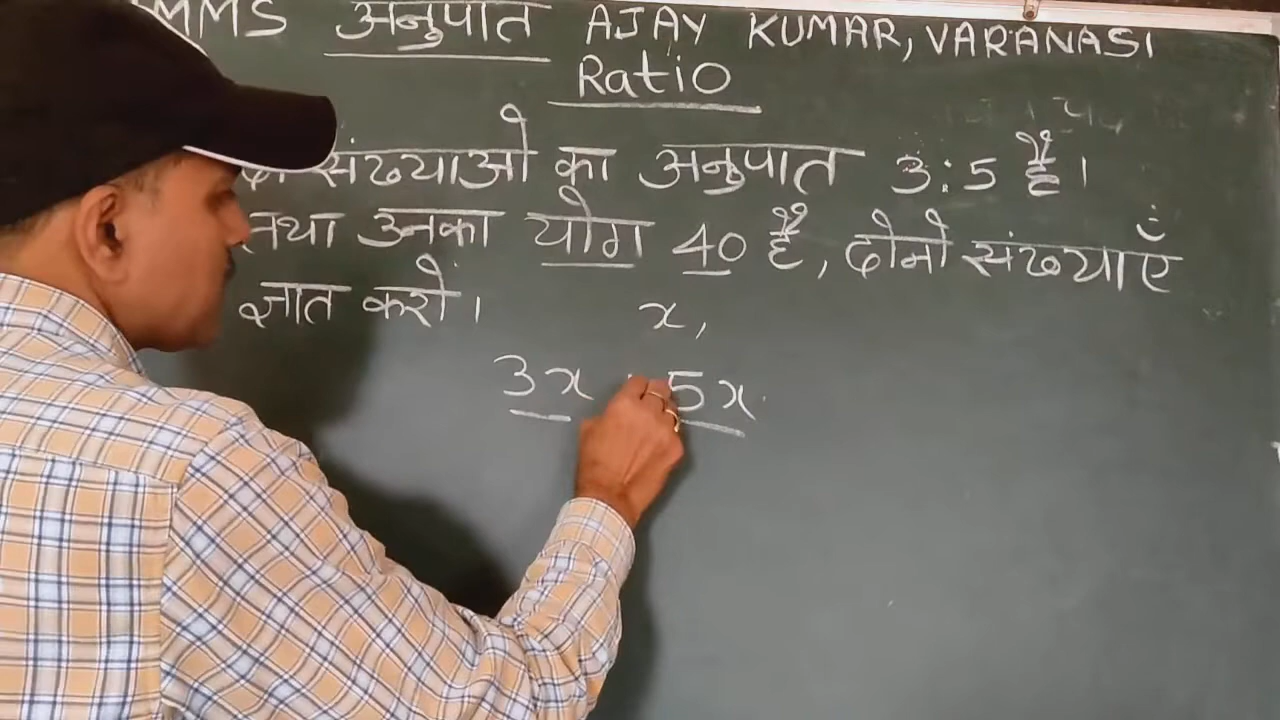 MMS अनुपात AJAY KUMAR, VARANASI
Ratio
संख्याओ का अनुपात 3:5 है।
तथा उनका योग 40 है, दोनो संख्याएँ
ज्ञात करो।
x,
3x 5x